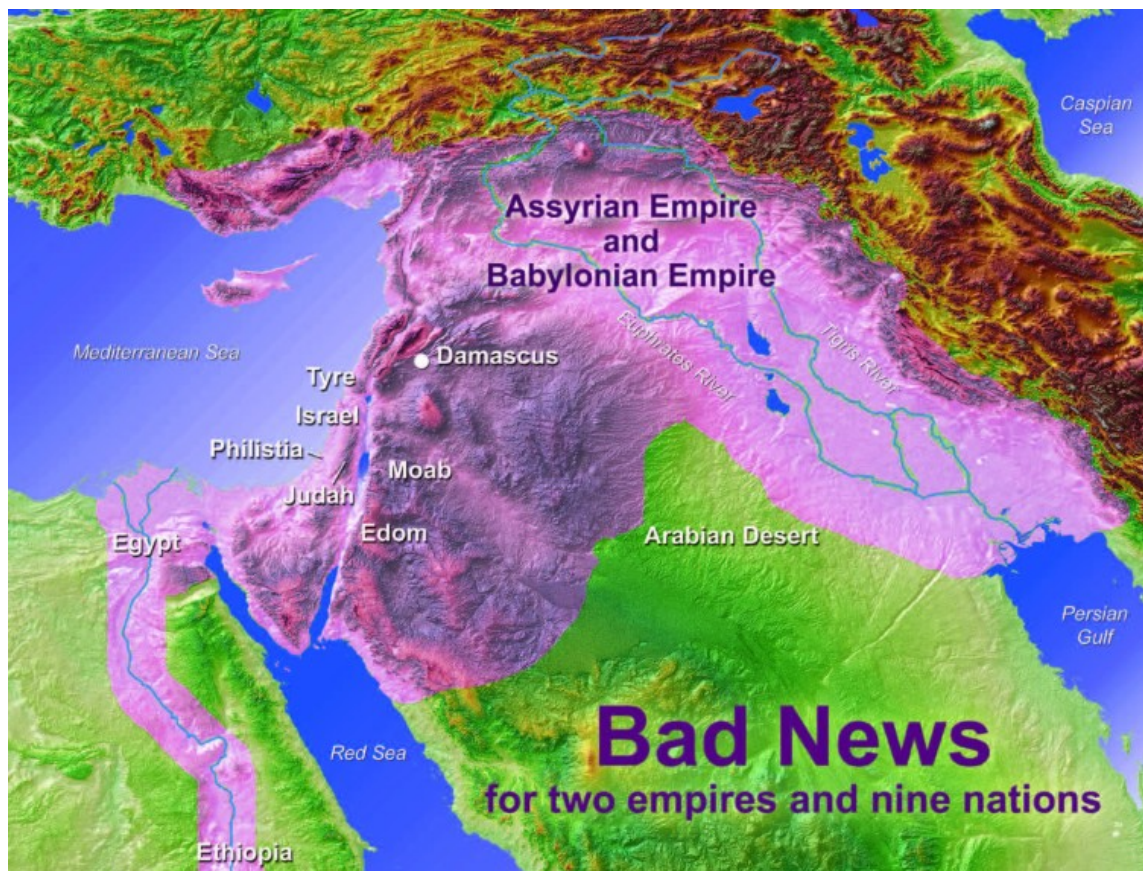 Caspian
Sea
Assyrian Empire
and
Babylonian Empire
Mediterranean Sea
Euphrates River
Tigris River
Damascus
Tyre
Israel
Philistia
Moab
Judah
Edom
Egypt
Arabian Desert
Persian
Gulf
Red Sea
Bad News
for two empires and nine nations
Ethiopia